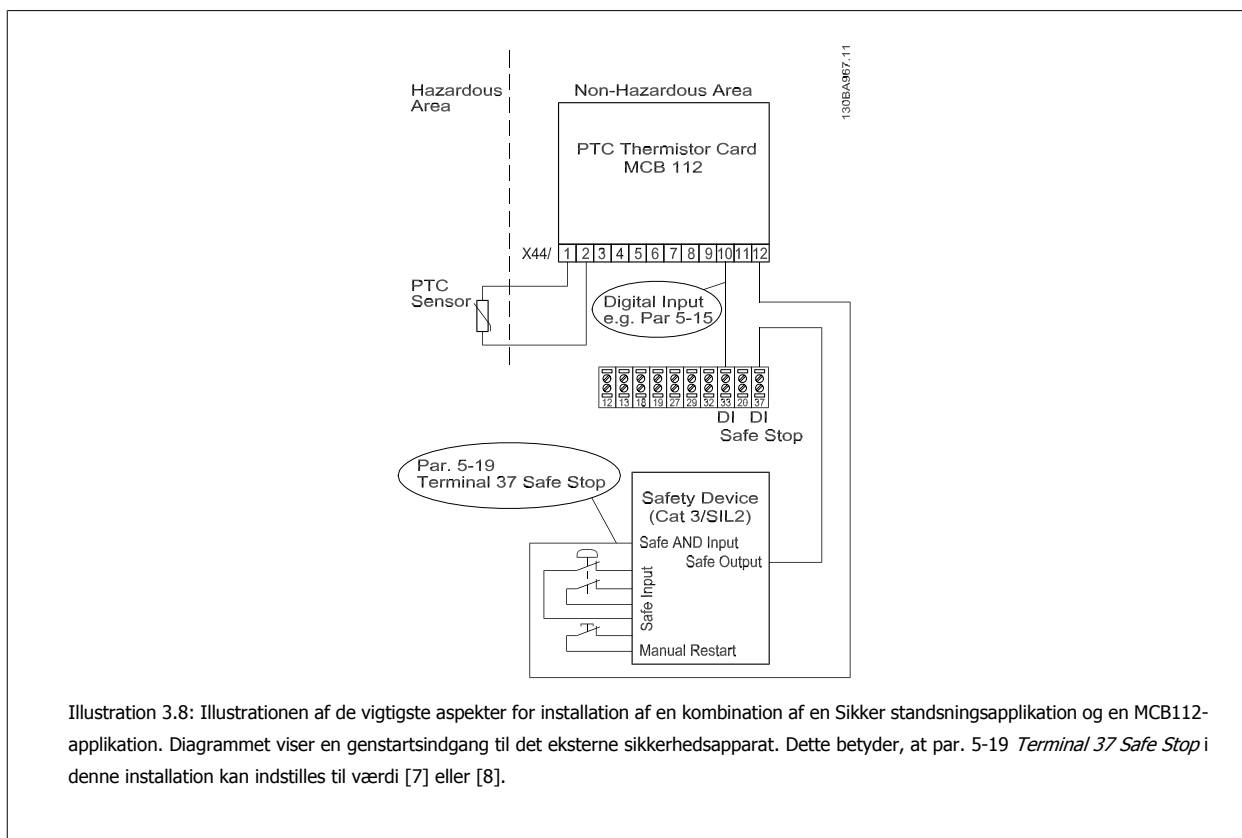 130BA967.11
Hazardous
Area
Non-Hazardous Area
PTC Thermistor Card
MCB 112
X44/ 1 2 3 4 5 6 7 8 9 10 11 12
PTC
Sensor
Digital Input
e.g. Par 5-15
12 13 18 19 27 29 32 33 20 37
DI DI
Safe Stop
Par. 5-19
Terminal 37 Safe Stop
Safety Device
(Cat 3/SIL2)
Safe AND Input
Safe Output
Safe Input
Manual Restart
Illustration 3.8: Illustrationen af de vigtigste aspekter for installation af en kombination af en Sikker standsningsapplikation og en MCB112-
applikation. Diagrammet viser en genstartsindgang til det eksterne sikkerhedsapparat. Dette betyder, at par. 5-19 Terminal 37 Safe Stop i
denne installation kan indstilles til værdi [7] eller [8].